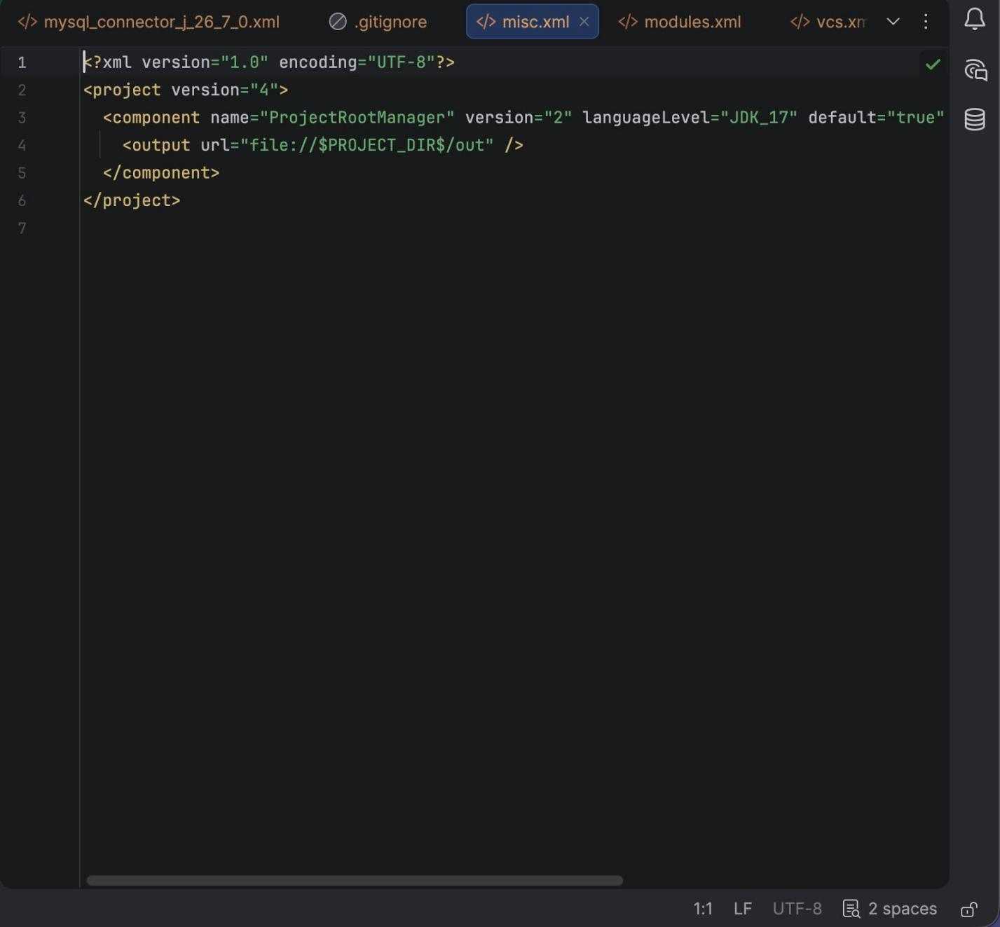 mysql_connector_j_26_7_0.xml .gitignore misc.xml modules.xml vcs.xm
1 <?xml version="1.0" encoding="UTF-8"?>
2 <project version="4">
3   <component name="ProjectRootManager" version="2" languageLevel="JDK_17" default="true"
4     <output url="file://$PROJECT_DIR$/out" />
5   </component>
6 </project>
7
1:1 LF UTF-8 2 spaces